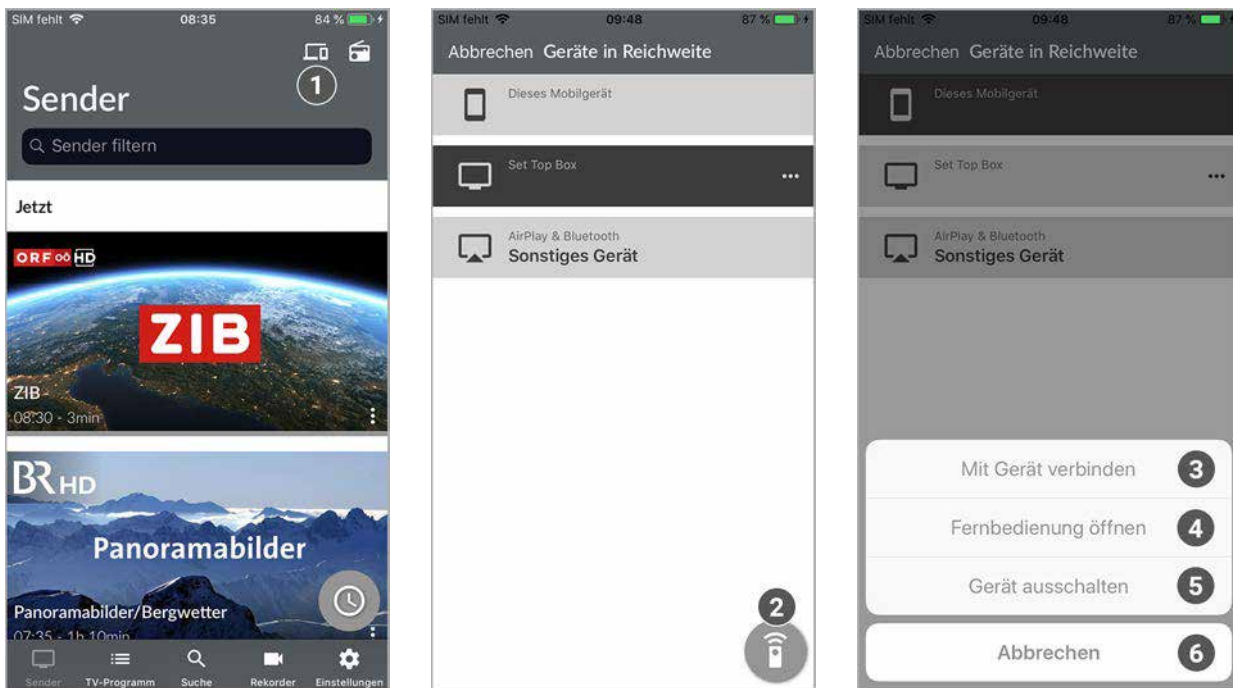 SIM fehlt 08:35 84 %
1
Sender
Sender filtern
Jetzt
ORF oö HD
ZIB
ZIB
08:30 - 3min
BR HD
Panoramabilder
Panoramabilder/Bergwetter
07:35 - 1h 10min
Sender TV-Programm Suche Rekorder Einstellungen
SIM fehlt 09:48 87 %
Abbrechen Geräte in Reichweite
Dieses Mobilgerät
Set Top Box
AirPlay & Bluetooth
Sonstiges Gerät
2
SIM fehlt 09:48 87 %
Abbrechen Geräte in Reichweite
Dieses Mobilgerät
Set Top Box
AirPlay & Bluetooth
Sonstiges Gerät
Mit Gerät verbinden 3
Fernbedienung öffnen 4
Gerät ausschalten 5
Abbrechen 6